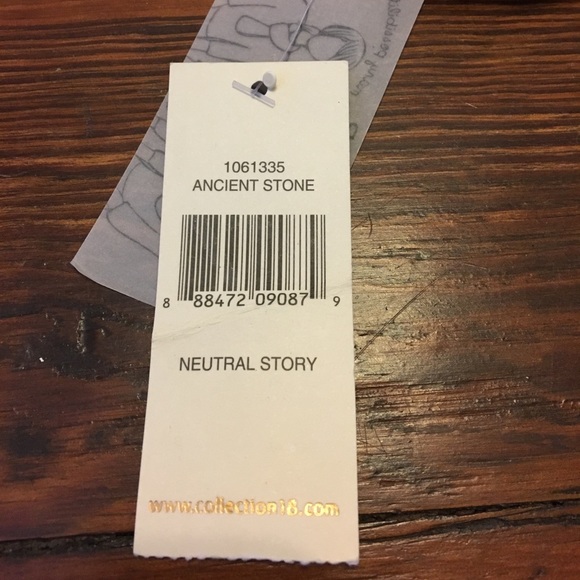 1061335
ANCIENT STONE
8 88472 09087 9
NEUTRAL STORY
www.collection18.com